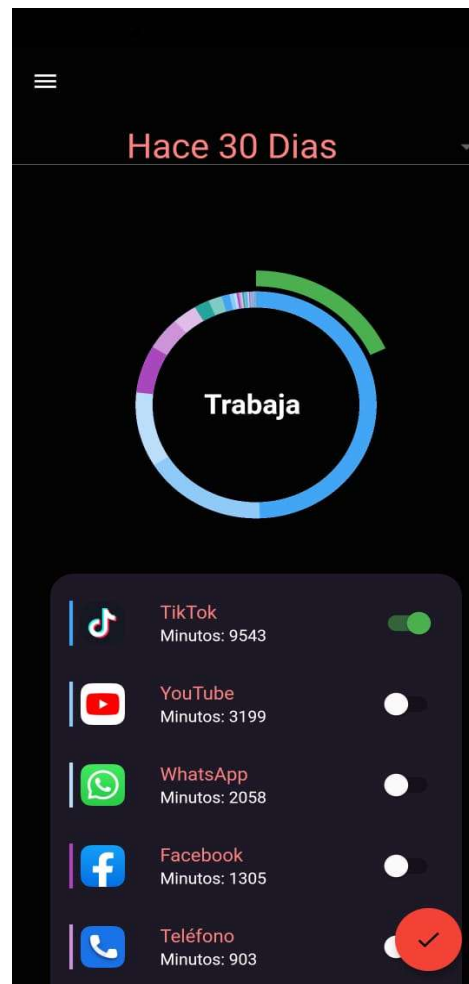 Hace 30 Dias
Trabaja
TikTok
Minutos: 9543
YouTube
Minutos: 3199
WhatsApp
Minutos: 2058
Facebook
Minutos: 1305
Teléfono
Minutos: 903